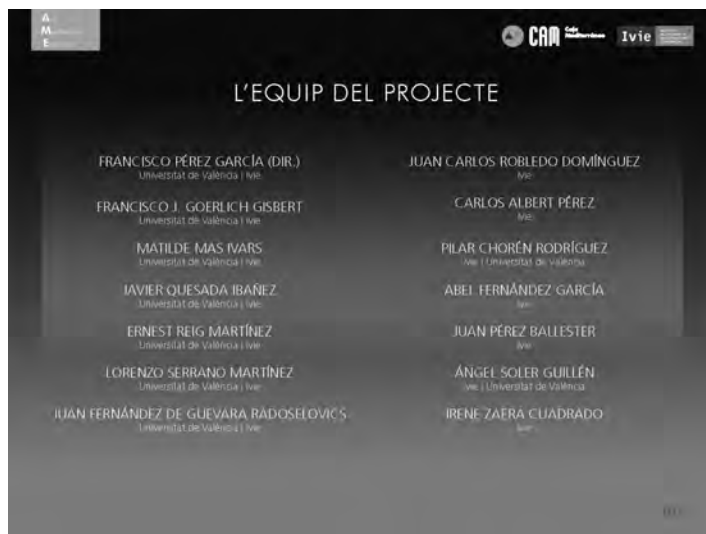 A
M
E
CAM Caja Mediterráneo
Ivie
L'EQUIP DEL PROJECTE
FRANCISCO PÉREZ GARCÍA (DIR.)
Universitat de València | Ivie
FRANCISCO J. GOERLICH GISBERT
Universitat de València | Ivie
MATILDE MAS IVARS
Universitat de València | Ivie
JAVIER QUESADA IBAÑEZ
Universitat de València | Ivie
ERNEST REIG MARTÍNEZ
Universitat de València | Ivie
LORENZO SERRANO MARTÍNEZ
Universitat de València | Ivie
JUAN FERNÁNDEZ DE GUEVARA RADOSELOVICS
Universitat de València | Ivie
JUAN CARLOS ROBLEDO DOMÍNGUEZ
Ivie
CARLOS ALBERT PÉREZ
Ivie
PILAR CHORÉN RODRÍGUEZ
Ivie | Universitat de València
ABEL FERNÁNDEZ GARCÍA
Ivie
JUAN PÉREZ BALLESTER
Ivie
ÁNGEL SOLER GUILLÉN
Ivie | Universitat de València
IRENE ZAERA CUADRADO
Ivie